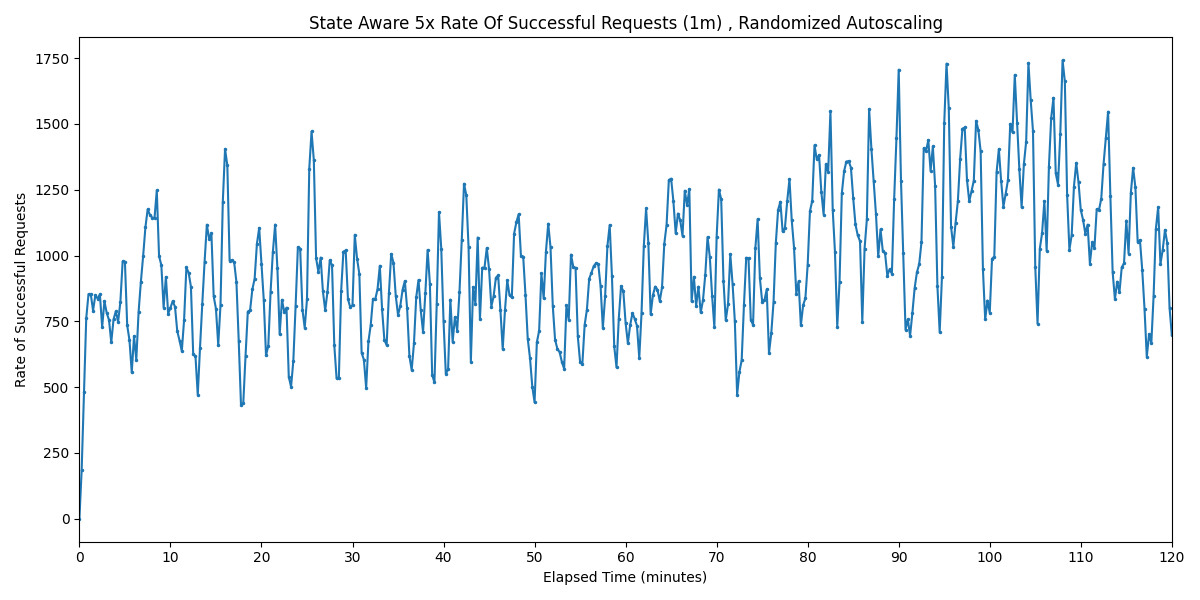 State Aware 5x Rate Of Successful Requests (1m) , Randomized Autoscaling
Rate of Successful Requests
1750
1500
1250
1000
750
500
250
0
0 10 20 30 40 50 60 70 80 90 100 110 120
Elapsed Time (minutes)